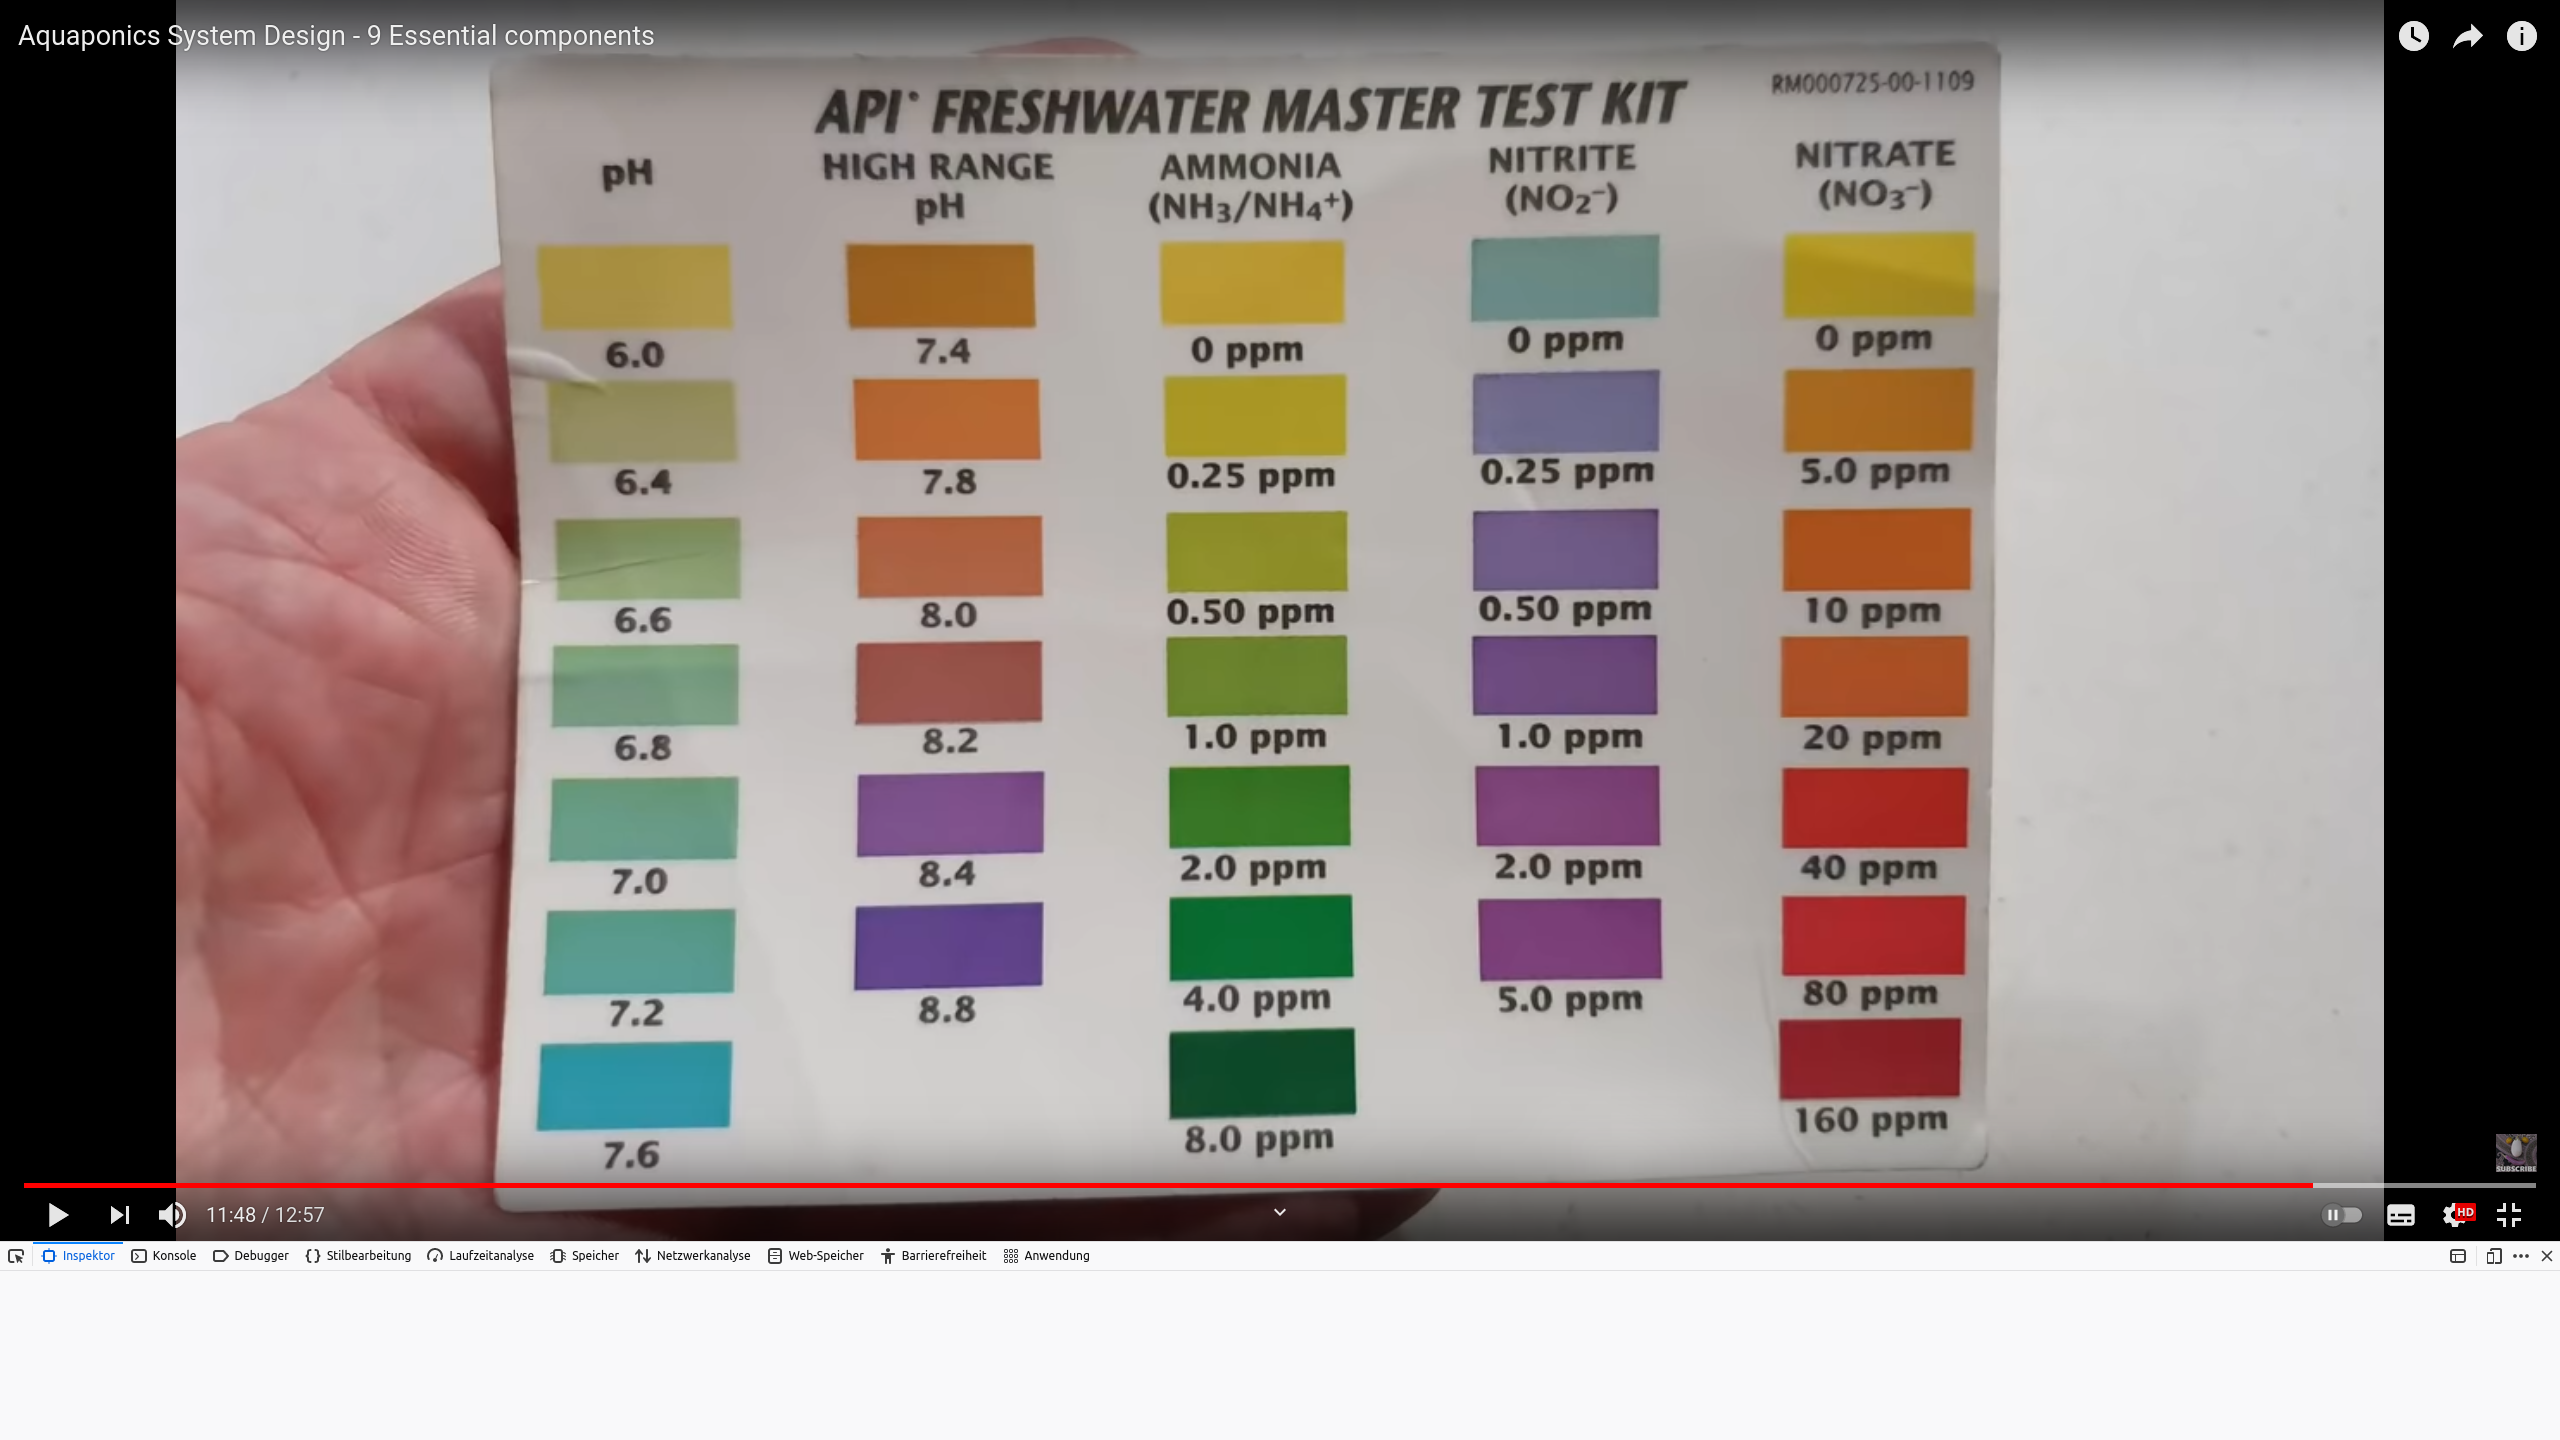 Aquaponics System Design - 9 Essential components
RM000725-00-1109
API® FRESHWATER MASTER TEST KIT
pH
HIGH RANGE
pH
AMMONIA
(NH3/NH4+)
NITRITE
(NO2–)
NITRATE
(NO3–)
6.0 7.4 0 ppm 0 ppm 0 ppm
6.4 7.8 0.25 ppm 0.25 ppm 5.0 ppm
6.6 8.0 0.50 ppm 0.50 ppm 10 ppm
6.8 8.2 1.0 ppm 1.0 ppm 20 ppm
7.0 8.4 2.0 ppm 2.0 ppm 40 ppm
7.2 8.8 4.0 ppm 5.0 ppm 80 ppm
7.6 8.0 ppm 160 ppm
SUBSCRIBE
11:48 / 12:57
HD
Inspektor Konsole Debugger Stilbearbeitung Laufzeitanalyse Speicher Netzwerkanalyse Web-Speicher Barrierefreiheit Anwendung